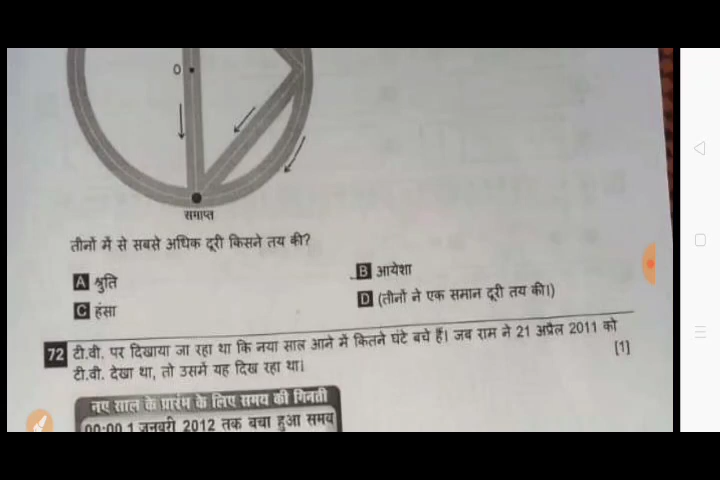 O
समाप्त
तीनों में से सबसे अधिक दूरी किसने तय की?
A श्रुति
B आयेशा
C हंसा
D (तीनों ने एक समान दूरी तय की।)
72 टी.वी. पर दिखाया जा रहा था कि नया साल आने में कितने घंटे बचे हैं। जब राम ने 21 अप्रैल 2011 को
टी.वी. देखा था, तो उसमें यह दिख रहा था।
[1]
नए साल के प्रारंभ के लिए समय की गिनती
00:00 1 जनवरी 2012 तक बचा हुआ समय